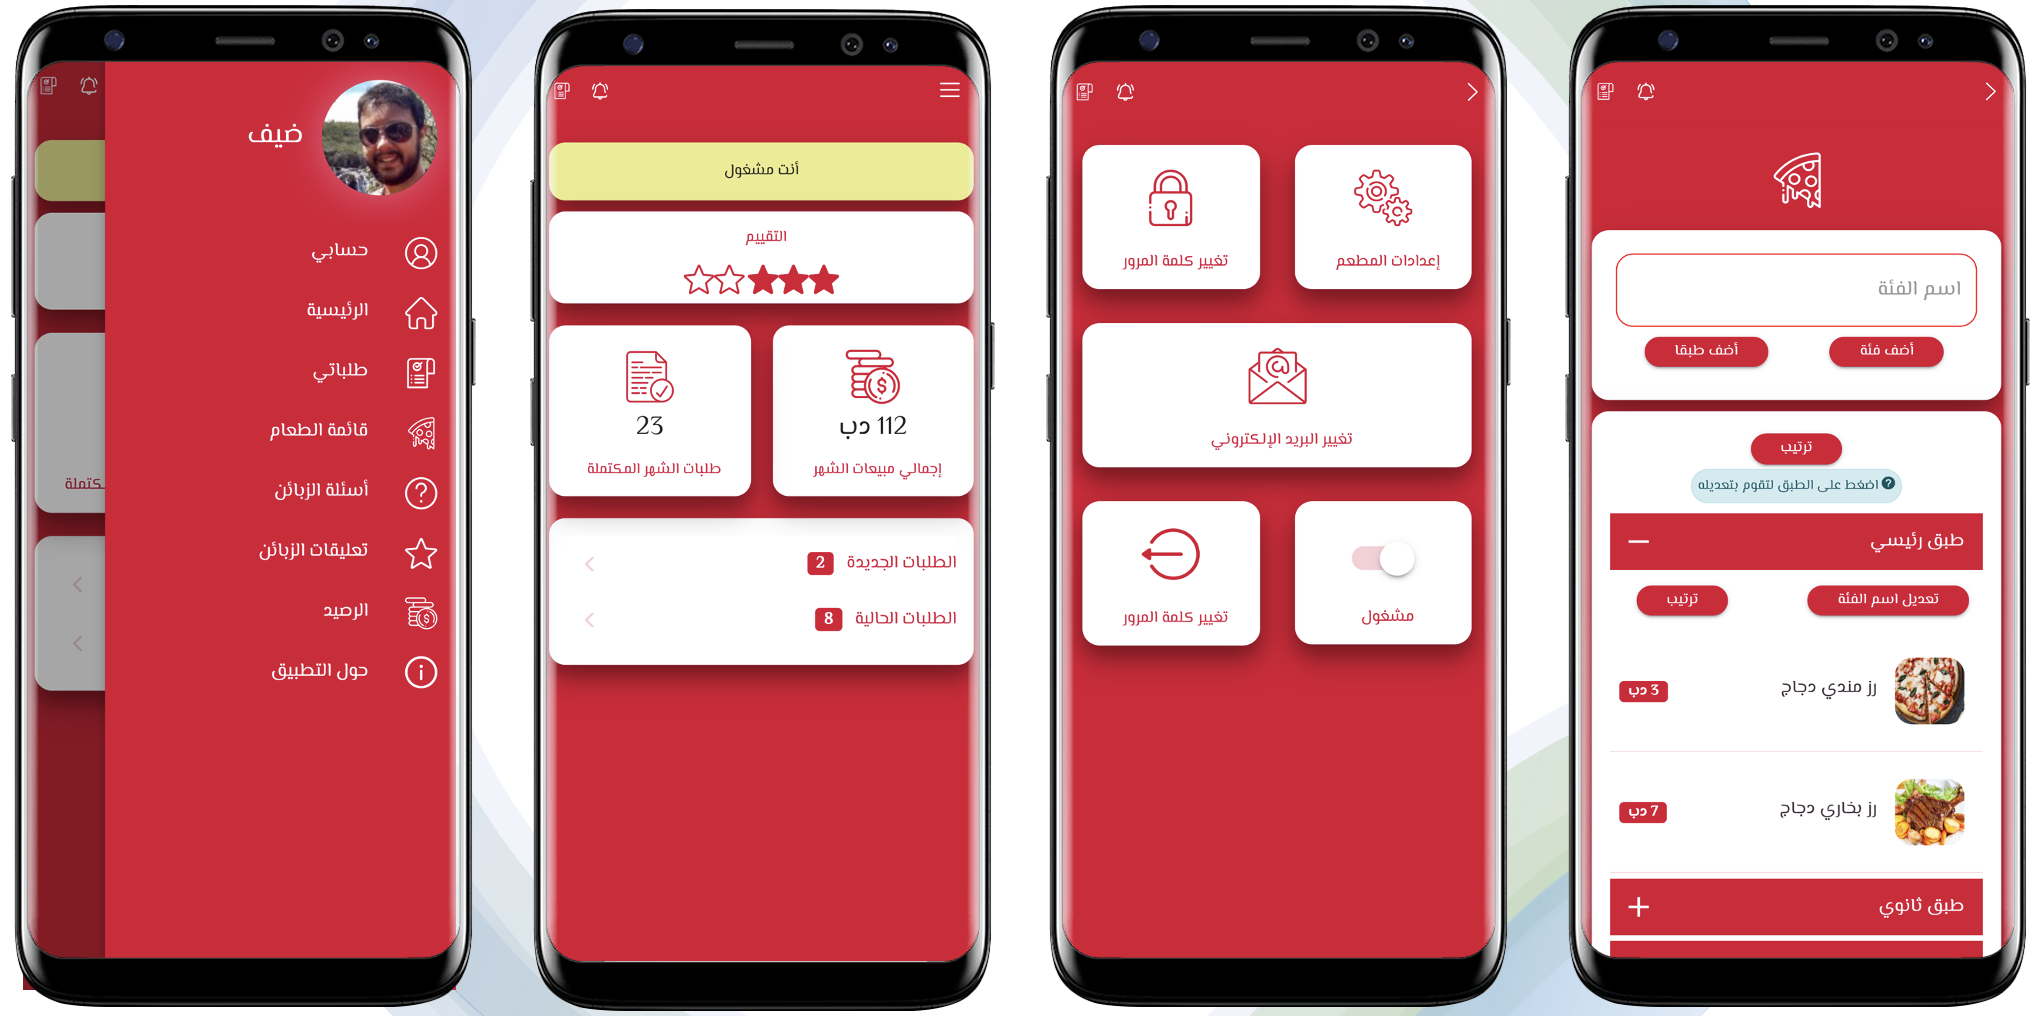 ضيف
حسابي
الرئيسية
طلباتي
قائمة الطعام
أسئلة الزبائن
تعليقات الزبائن
الرصيد
حول التطبيق
أنت مشغول
التقييم
112 دب
إجمالي مبيعات الشهر
23
طلبات الشهر المكتملة
الطلبات الجديدة 2
الطلبات الحالية 8
إعدادات المطعم
تغيير كلمة المرور
تغيير البريد الإلكتروني
مشغول
تغيير كلمة المرور
اسم الفئة
أضف فئة
أضف طبقا
ترتيب
اضغط على الطبق لتقوم بتعديله
طبق رئيسي
تعديل اسم الفئة
ترتيب
رز مندي دجاج
3 دب
رز بخاري دجاج
7 دب
طبق ثانوي